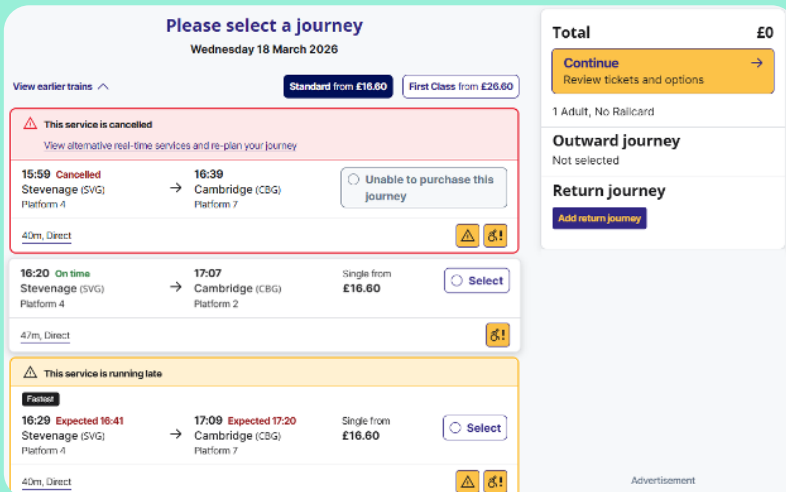 Please select a journey
Wednesday 18 March 2026
View earlier trains
Standard from £16.60
First Class from £26.60
This service is cancelled
View alternative real-time services and re-plan your journey
15:59 Cancelled
Stevenage (SVG)
Platform 4
16:39
Cambridge (CBG)
Platform 7
Unable to purchase this
journey
40m, Direct
16:20 On time
Stevenage (SVG)
Platform 4
17:07
Cambridge (CBG)
Platform 2
Single from
£16.60
Select
47m, Direct
This service is running late
Fastest
16:29 Expected 16:41
Stevenage (SVG)
Platform 4
17:09 Expected 17:20
Cambridge (CBG)
Platform 7
Single from
£16.60
Select
40m, Direct
Total £0
Continue
Review tickets and options
1 Adult, No Railcard
Outward journey
Not selected
Return journey
Add return journey
Advertisement